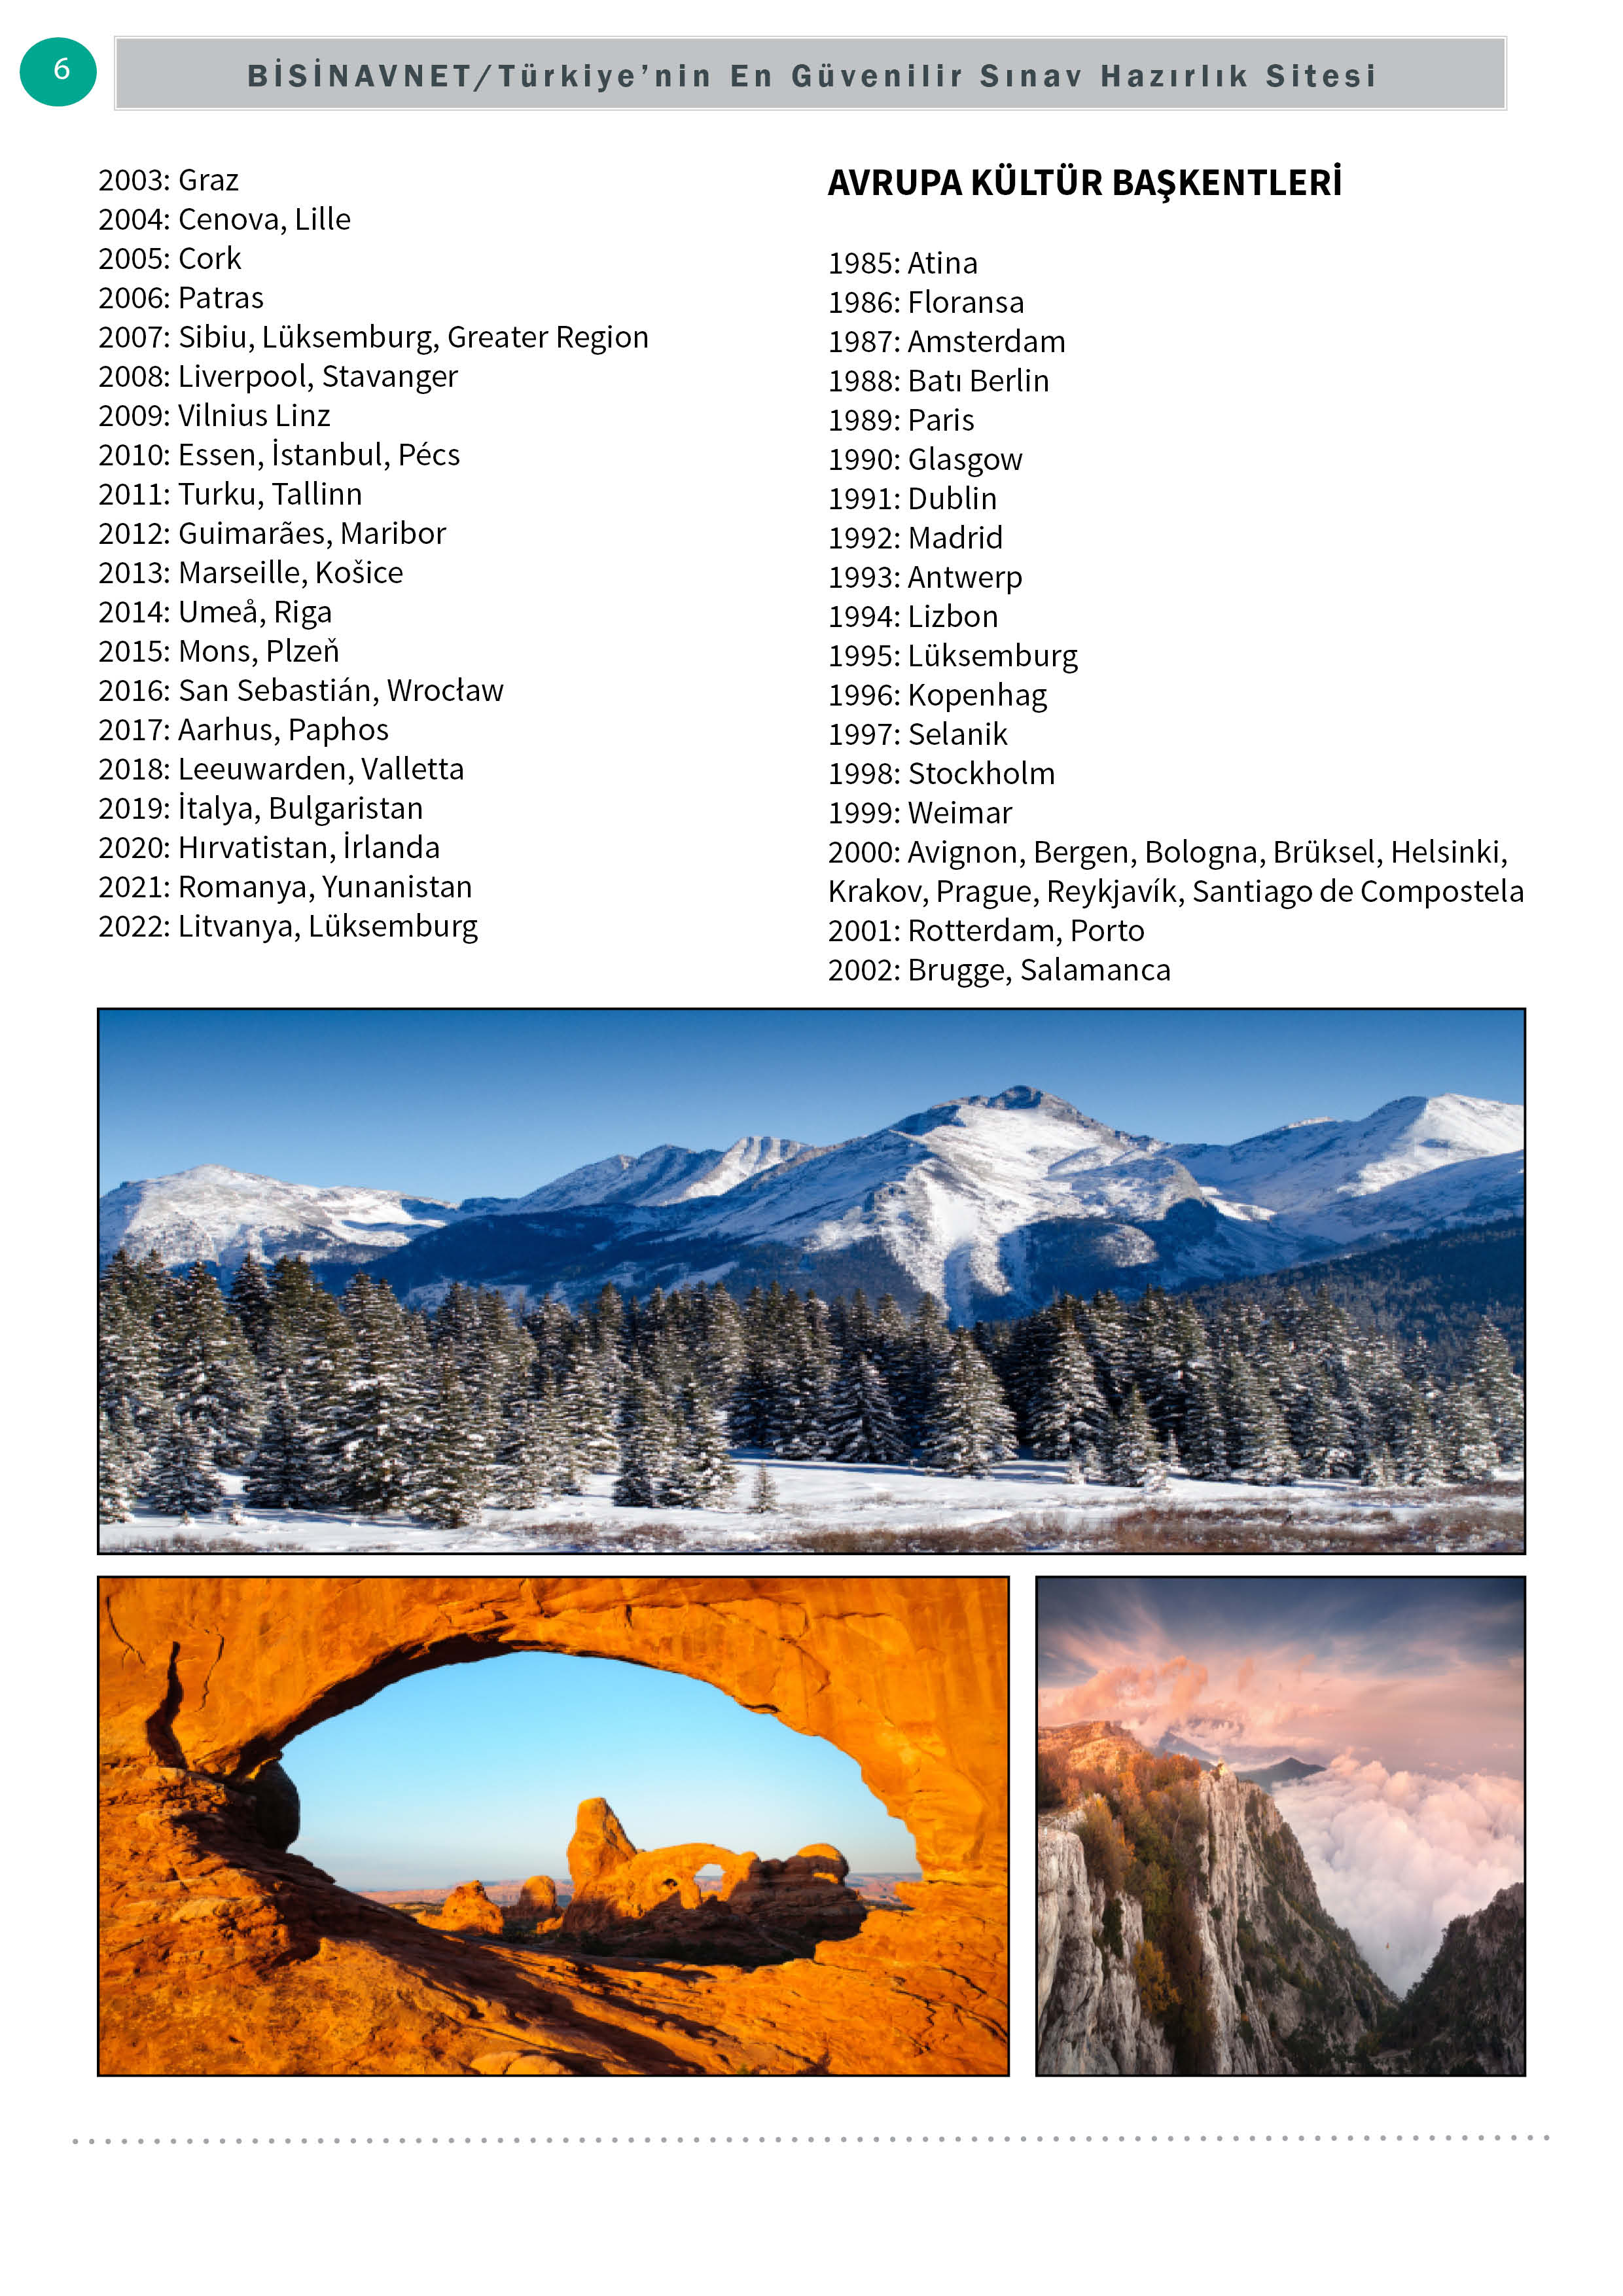 6
BİSİNAVNET/Türkiye’nin En Güvenilir Sınav Hazırlık Sitesi
2003: Graz
2004: Cenova, Lille
2005: Cork
2006: Patras
2007: Sibiu, Lüksemburg, Greater Region
2008: Liverpool, Stavanger
2009: Vilnius Linz
2010: Essen, İstanbul, Pécs
2011: Turku, Tallinn
2012: Guimarães, Maribor
2013: Marseille, Košice
2014: Umeå, Riga
2015: Mons, Plzeň
2016: San Sebastián, Wrocław
2017: Aarhus, Paphos
2018: Leeuwarden, Valletta
2019: İtalya, Bulgaristan
2020: Hırvatistan, İrlanda
2021: Romanya, Yunanistan
2022: Litvanya, Lüksemburg
AVRUPA KÜLTÜR BAŞKENTLERİ
1985: Atina
1986: Floransa
1987: Amsterdam
1988: Batı Berlin
1989: Paris
1990: Glasgow
1991: Dublin
1992: Madrid
1993: Antwerp
1994: Lizbon
1995: Lüksemburg
1996: Kopenhag
1997: Selanik
1998: Stockholm
1999: Weimar
2000: Avignon, Bergen, Bologna, Brüksel, Helsinki,
Krakov, Prague, Reykjavík, Santiago de Compostela
2001: Rotterdam, Porto
2002: Brugge, Salamanca